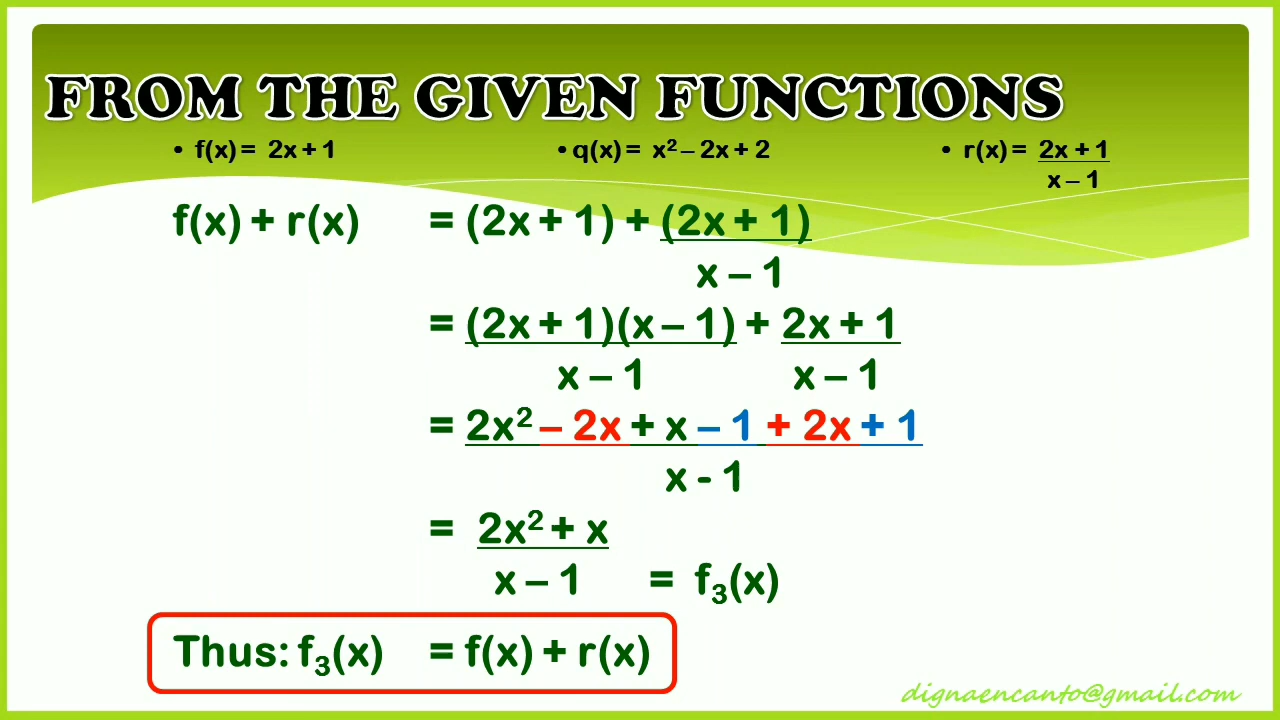 FROM THE GIVEN FUNCTIONS
• f(x) = 2x + 1 • q(x) = x² – 2x + 2 • r(x) = 2x + 1
x – 1
f(x) + r(x) = (2x + 1) + (2x + 1)
x – 1
= (2x + 1)(x – 1) + 2x + 1
x – 1 x – 1
= 2x² – 2x + x – 1 + 2x + 1
x - 1
= 2x² + x
x – 1 = f₃(x)
Thus: f₃(x) = f(x) + r(x)
dignaencanto@gmail.com